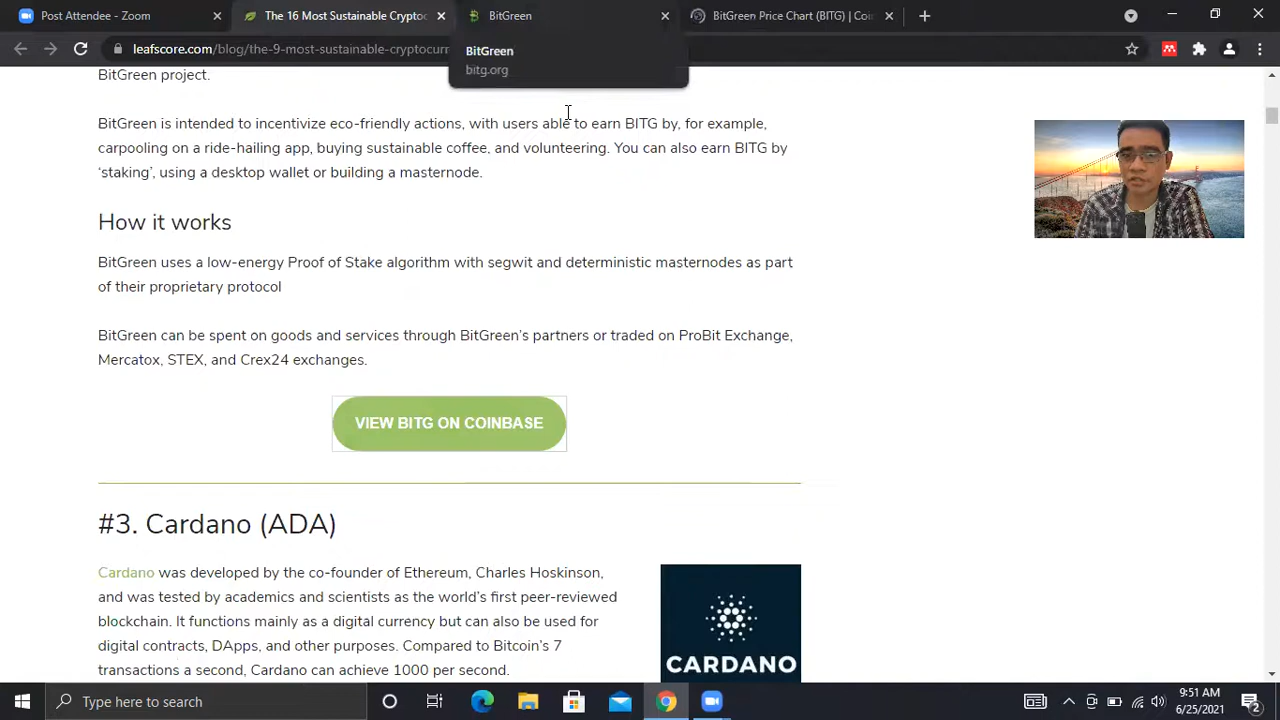 Post Attendee - Zoom
The 16 Most Sustainable Cryptoc
BitGreen
BitGreen Price Chart (BITG) | Coin
leafscore.com/blog/the-9-most-sustainable-cryptocurr
BitGreen
bitg.org
BitGreen project.
BitGreen is intended to incentivize eco-friendly actions, with users able to earn BITG by, for example,
carpooling on a ride-hailing app, buying sustainable coffee, and volunteering. You can also earn BITG by
‘staking’, using a desktop wallet or building a masternode.
How it works
BitGreen uses a low-energy Proof of Stake algorithm with segwit and deterministic masternodes as part
of their proprietary protocol
BitGreen can be spent on goods and services through BitGreen’s partners or traded on ProBit Exchange,
Mercatox, STEX, and Crex24 exchanges.
VIEW BITG ON COINBASE
#3. Cardano (ADA)
Cardano was developed by the co-founder of Ethereum, Charles Hoskinson,
and was tested by academics and scientists as the world’s first peer-reviewed
blockchain. It functions mainly as a digital currency but can also be used for
digital contracts, DApps, and other purposes. Compared to Bitcoin’s 7
transactions a second, Cardano can achieve 1000 per second.
CARDANO
Type here to search
9:51 AM
6/25/2021
2